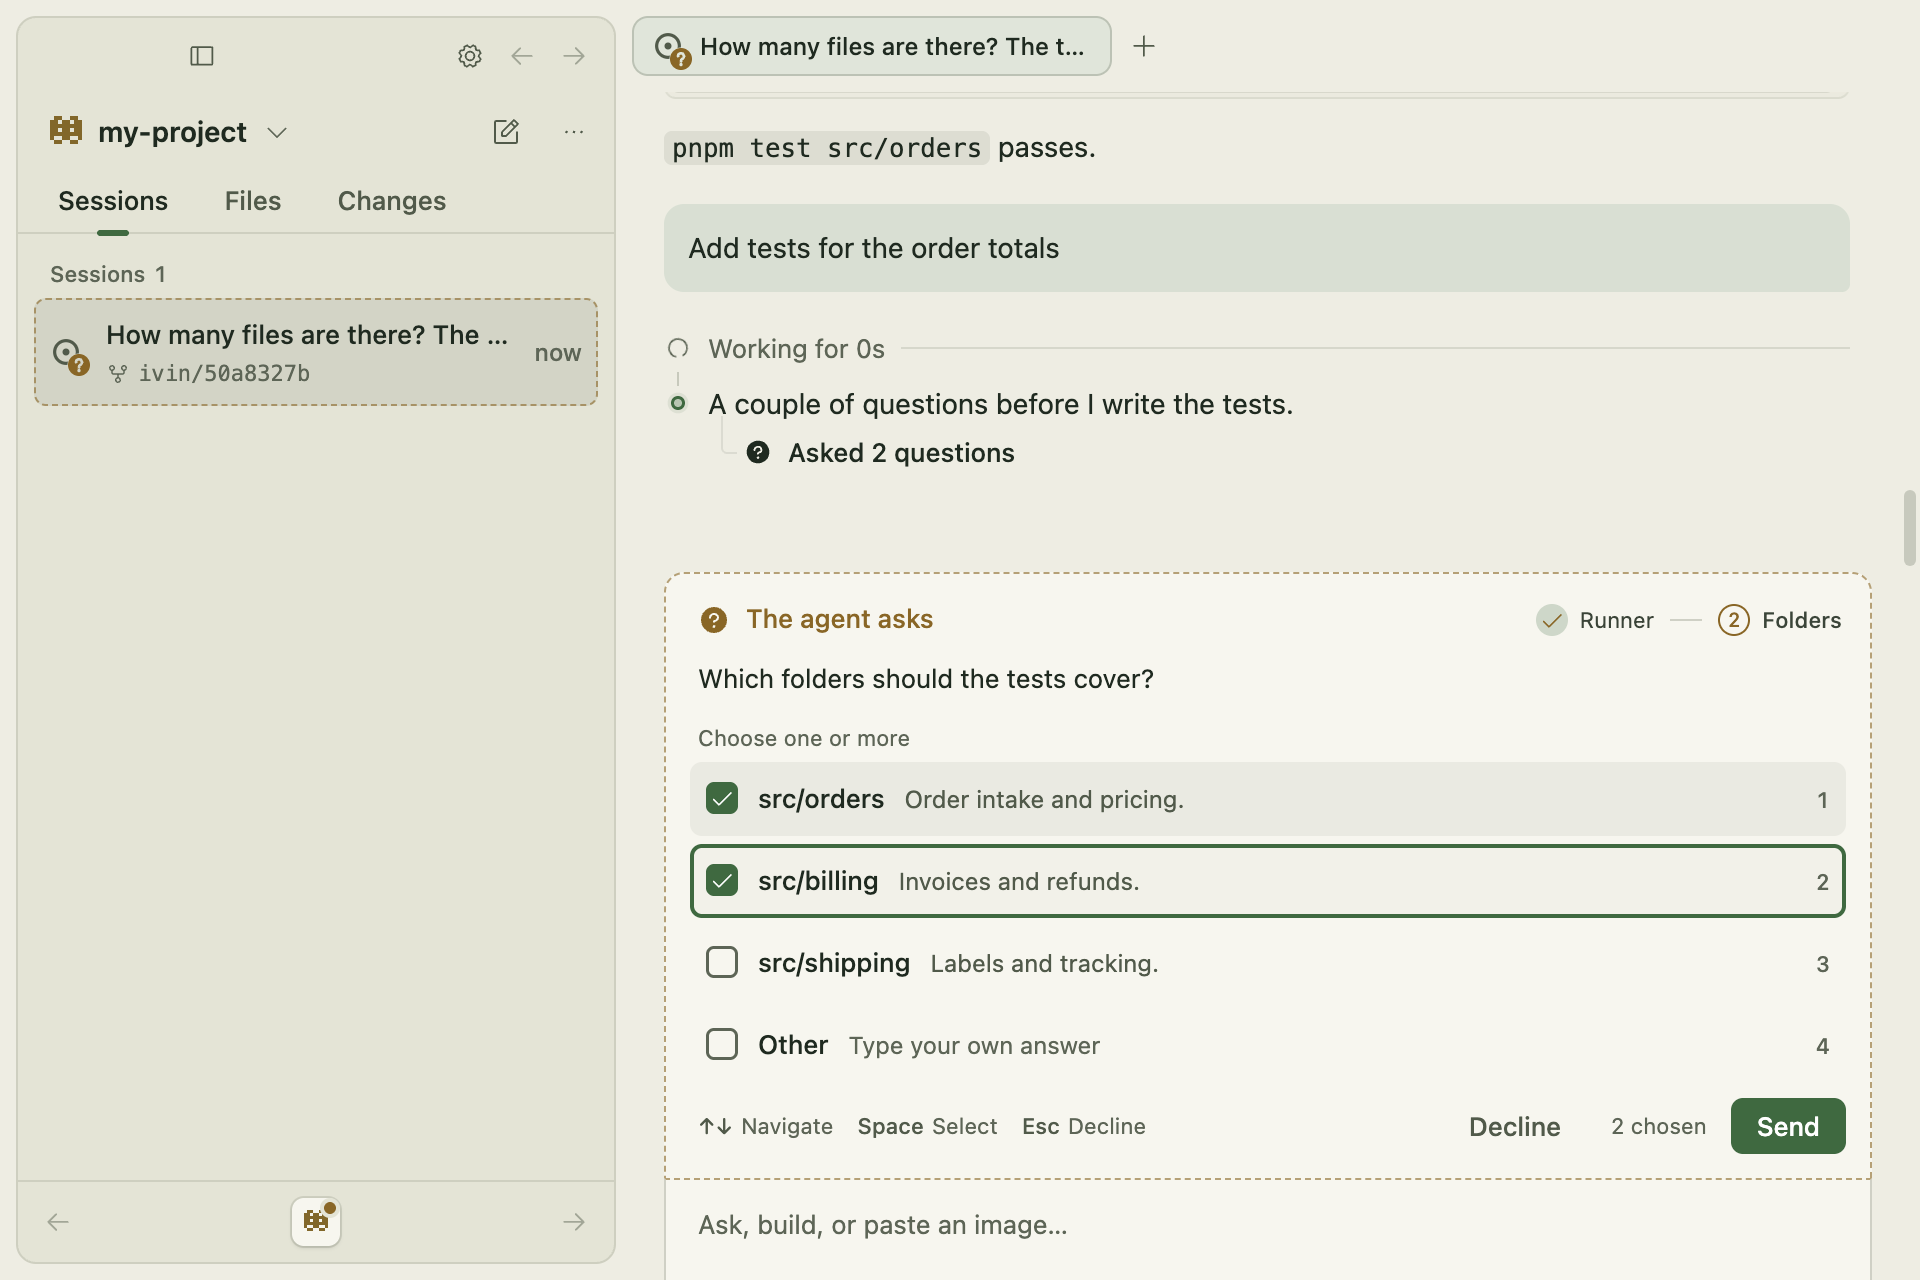 How many files are there? The t...
my-project
Sessions Files Changes
Sessions 1
How many files are there? The ...
now
ivin/50a8327b
pnpm test src/orders passes.
Add tests for the order totals
Working for 0s
A couple of questions before I write the tests.
? Asked 2 questions
? The agent asks
Runner 2 Folders
Which folders should the tests cover?
Choose one or more
src/orders Order intake and pricing. 1
src/billing Invoices and refunds. 2
src/shipping Labels and tracking. 3
Other Type your own answer 4
↑↓ Navigate Space Select Esc Decline Decline 2 chosen Send
Ask, build, or paste an image...